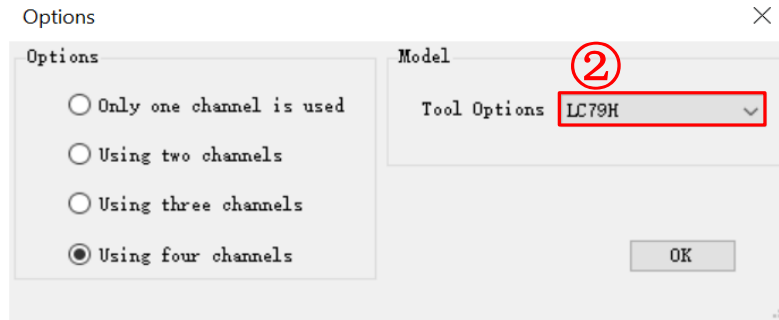 Options
Options
Only one channel is used
Using two channels
Using three channels
Using four channels
Model
②
Tool Options LC79H
OK